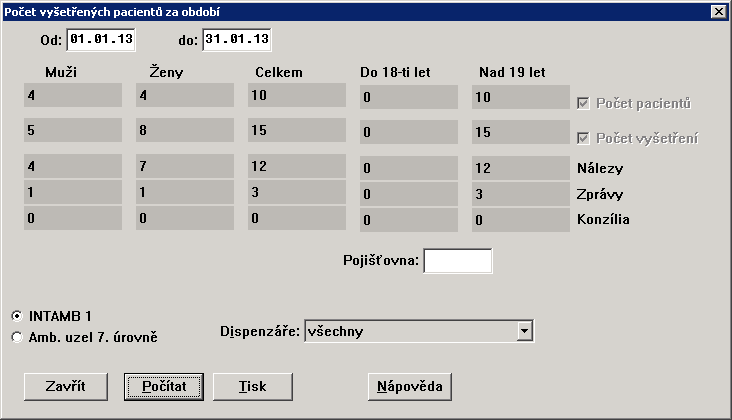 Počet vyšetřených pacientů za období
Od: 01.01.13 do: 31.01.13
Muži Ženy Celkem Do 18-ti let Nad 19 let
4 4 10 0 10 Počet pacientů
5 8 15 0 15 Počet vyšetření
4 7 12 0 12 Nálezy
1 1 3 0 3 Zprávy
0 0 0 0 0 Konzília
Pojišťovna:
INTAMB 1
Amb. uzel 7. úrovně
Dispenzáře: všechny
Zavřít Počítat Tisk Nápověda